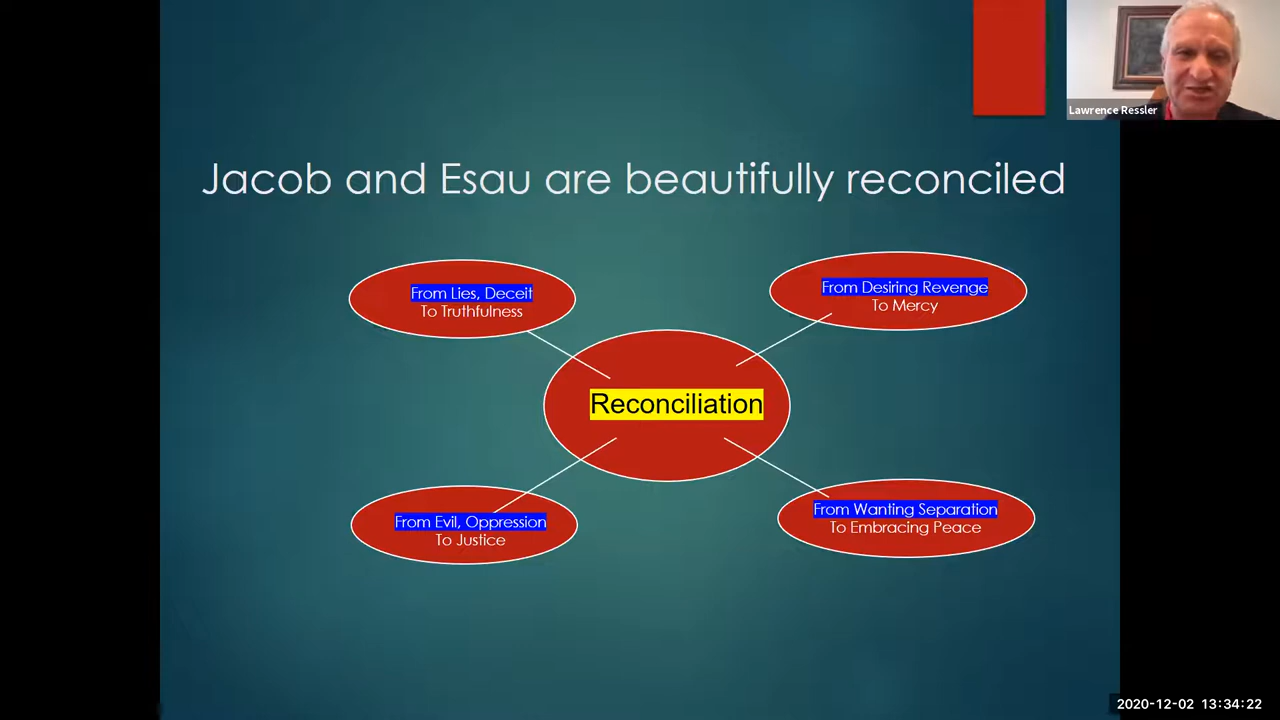 Lawrence Ressler
Jacob and Esau are beautifully reconciled
From Lies, Deceit
To Truthfulness
From Desiring Revenge
To Mercy
Reconciliation
From Evil, Oppression
To Justice
From Wanting Separation
To Embracing Peace
2020-12-02 13:34:22